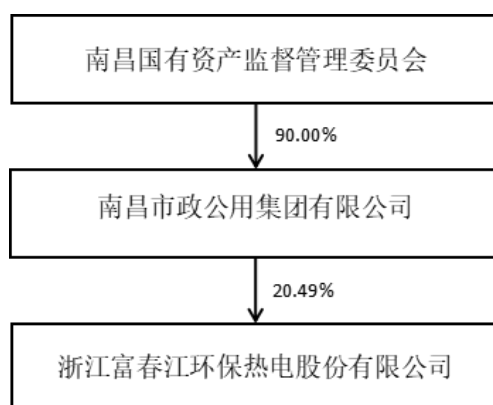 南昌国有资产监督管理委员会
90.00%
南昌市政公用集团有限公司
20.49%
浙江富春江环保热电股份有限公司